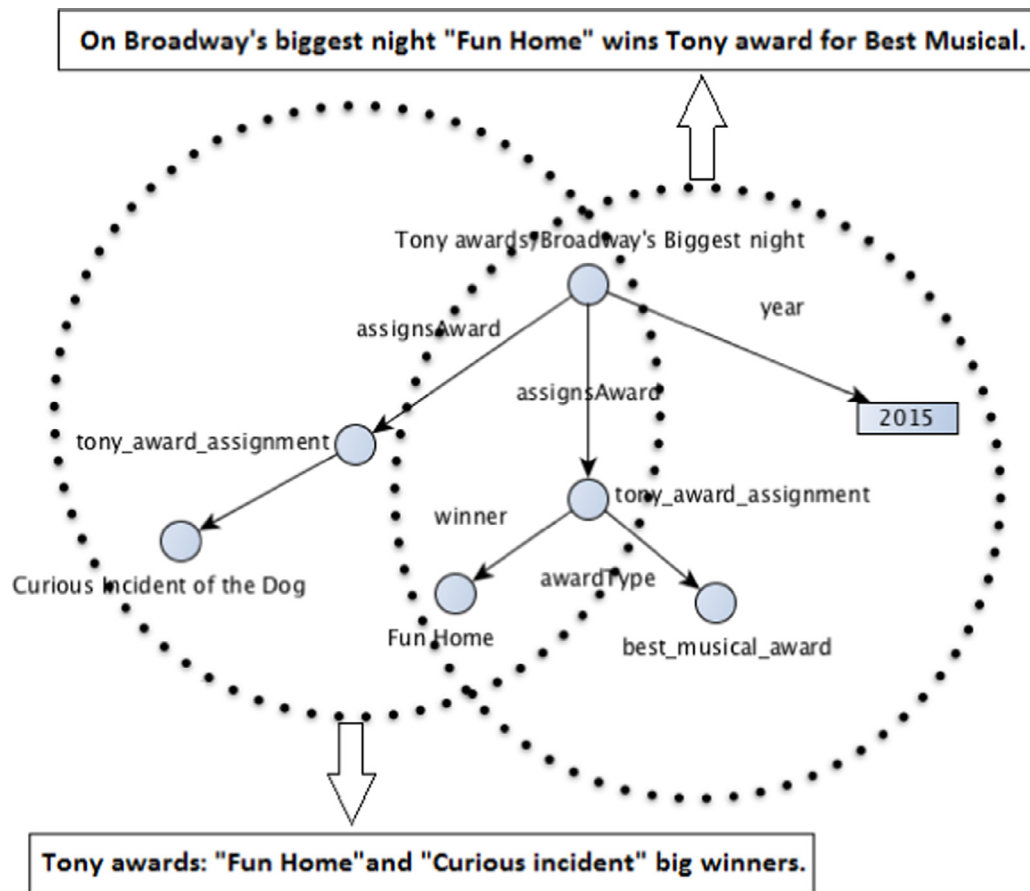 On Broadway's biggest night "Fun Home" wins Tony award for Best Musical.
Tony awards/Broadway's Biggest night
year
assignsAward
assignsAward
2015
tony_award_assignment
tony_award_assignment
winner
awardType
Curious Incident of the Dog
Fun Home
best_musical_award
Tony awards: "Fun Home"and "Curious incident" big winners.